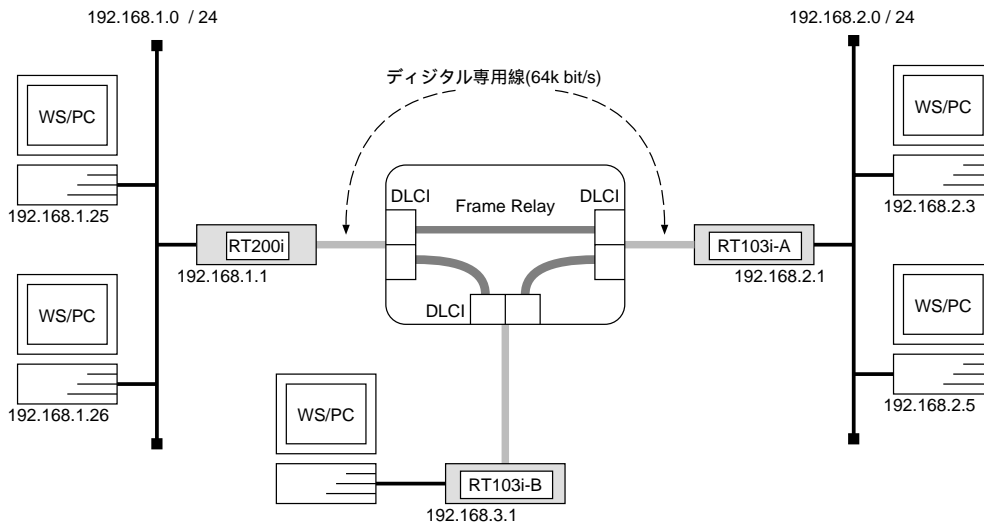 192.168.1.0 / 24
192.168.2.0 / 24
ディジタル専用線(64k bit/s)
WS/PC
WS/PC
192.168.1.25
192.168.2.3
DLCI
DLCI
Frame Relay
RT200i
RT103i-A
192.168.1.1
192.168.2.1
WS/PC
WS/PC
DLCI
192.168.1.26
192.168.2.5
WS/PC
RT103i-B
192.168.3.1